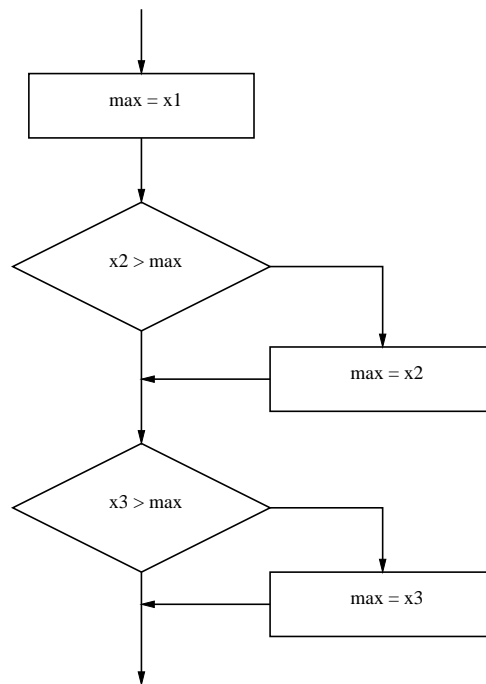 max = x1
x2 > max
max = x2
x3 > max
max = x3